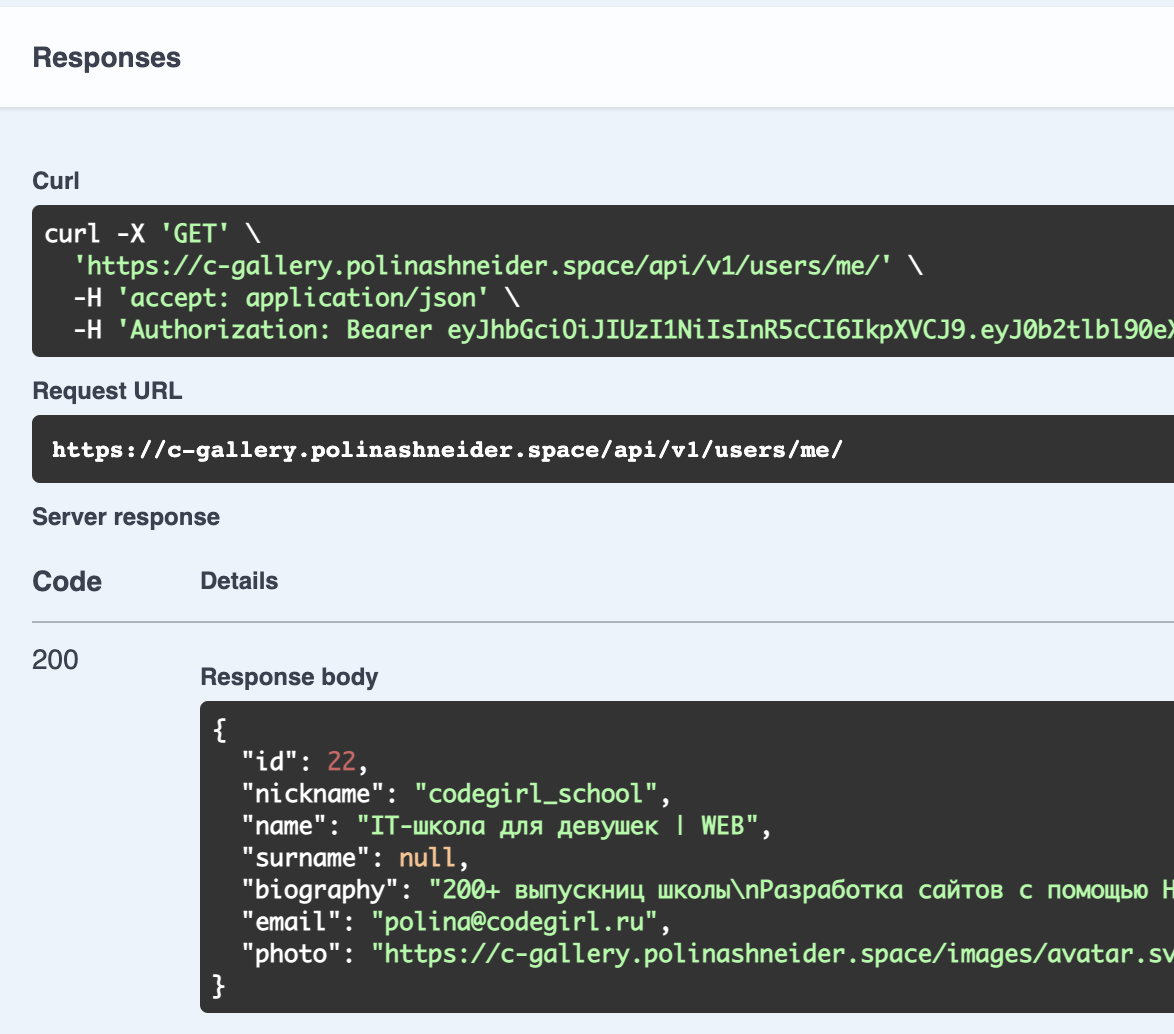 Responses
Curl
curl -X 'GET' \
'https://c-gallery.polinashneider.space/api/v1/users/me/' \
-H 'accept: application/json' \
-H 'Authorization: Bearer eyJhbGciOiJIUzI1NiIsInR5cCI6IkpXVCJ9.eyJ0b2tlbl90eX
Request URL
https://c-gallery.polinashneider.space/api/v1/users/me/
Server response
Code Details
200
Response body
{
"id": 22,
"nickname": "codegirl_school",
"name": "IT-школа для девушек | WEB",
"surname": null,
"biography": "200+ выпускниц школы\nРазработка сайтов с помощью H
"email": "polina@codegirl.ru",
"photo": "https://c-gallery.polinashneider.space/images/avatar.sv
}